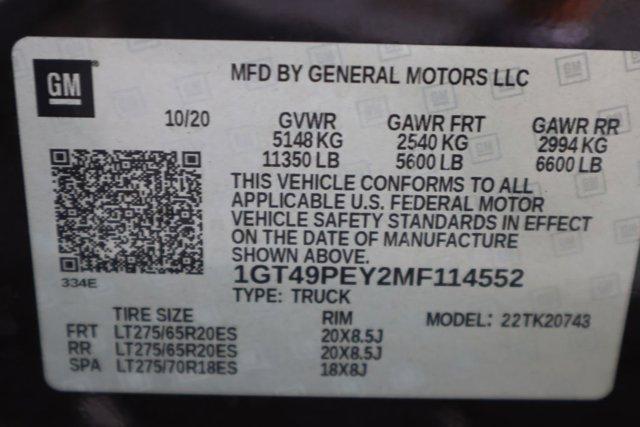 GM
MFD BY GENERAL MOTORS LLC
10/20 GVWR GAWR FRT GAWR RR
5148 KG 2540 KG 2994 KG
11350 LB 5600 LB 6600 LB
THIS VEHICLE CONFORMS TO ALL
APPLICABLE U.S. FEDERAL MOTOR
VEHICLE SAFETY STANDARDS IN EFFECT
ON THE DATE OF MANUFACTURE
SHOWN ABOVE.
1GT49PEY2MF114552
334E
TYPE: TRUCK
TIRE SIZE RIM MODEL: 22TK20743
FRT LT275/65R20ES 20X8.5J
RR LT275/65R20ES 20X8.5J
SPA LT275/70R18ES 18X8J